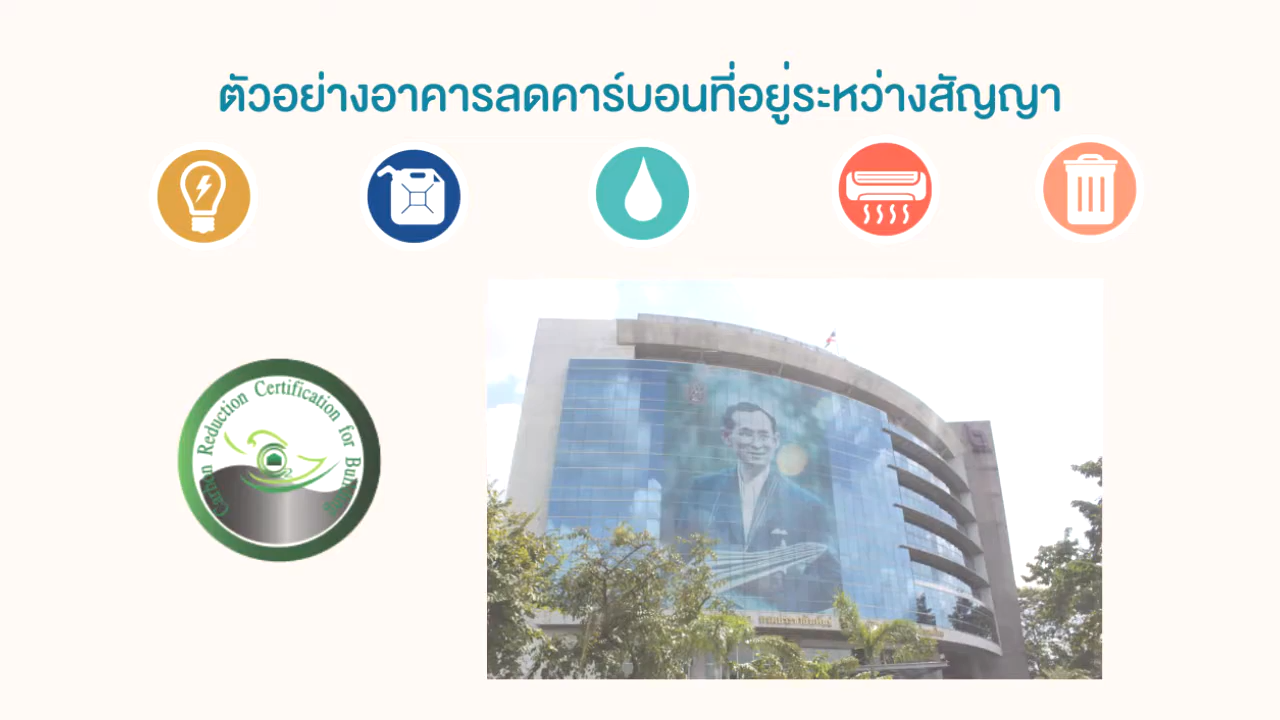 ตัวอย่างอาคารลดคาร์บอนที่อยู่ระหว่างสัญญา
Carbon Reduction Certification for Building